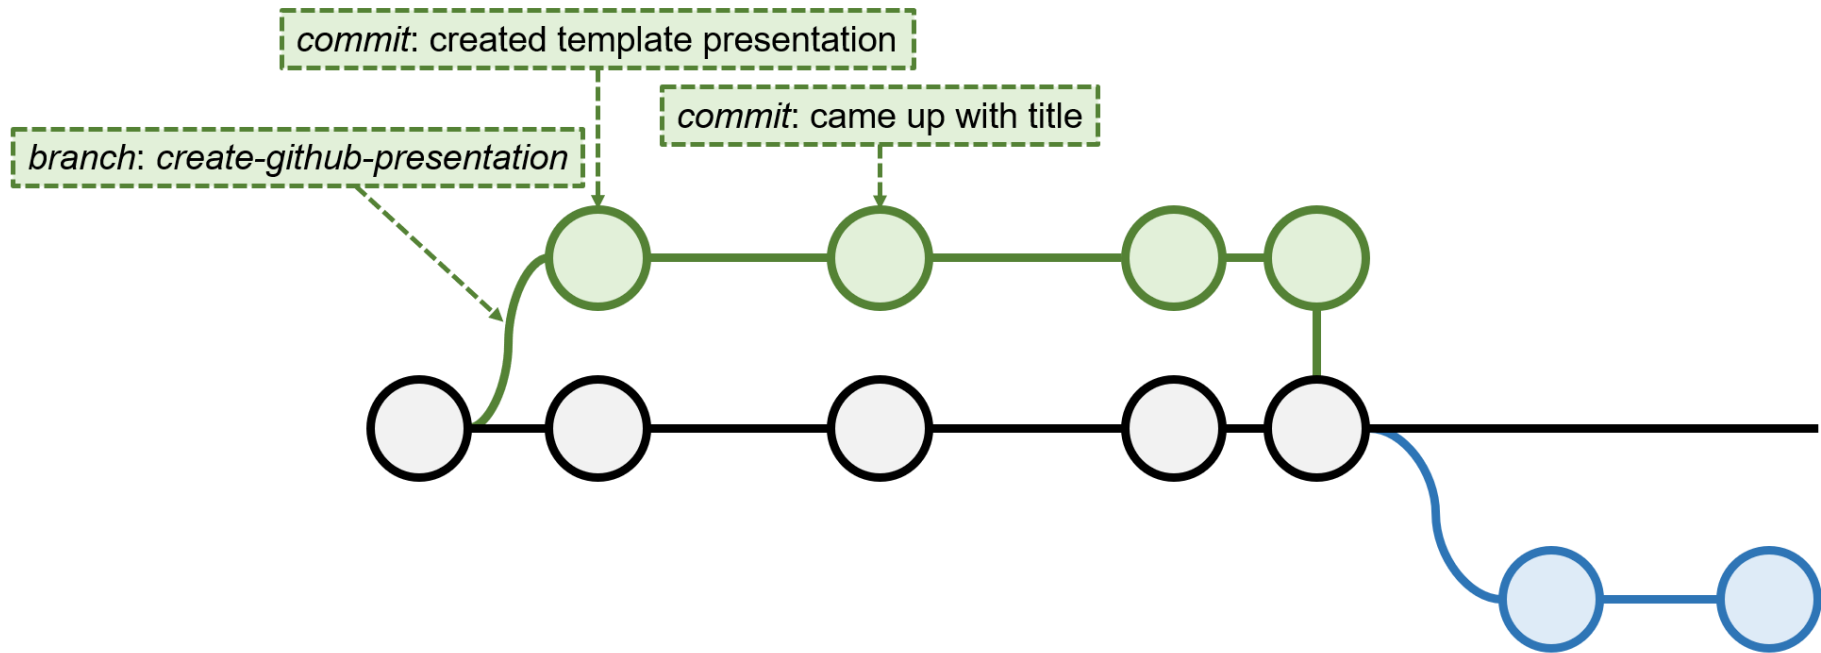 commit: created template presentation
commit: came up with title
branch: create-github-presentation